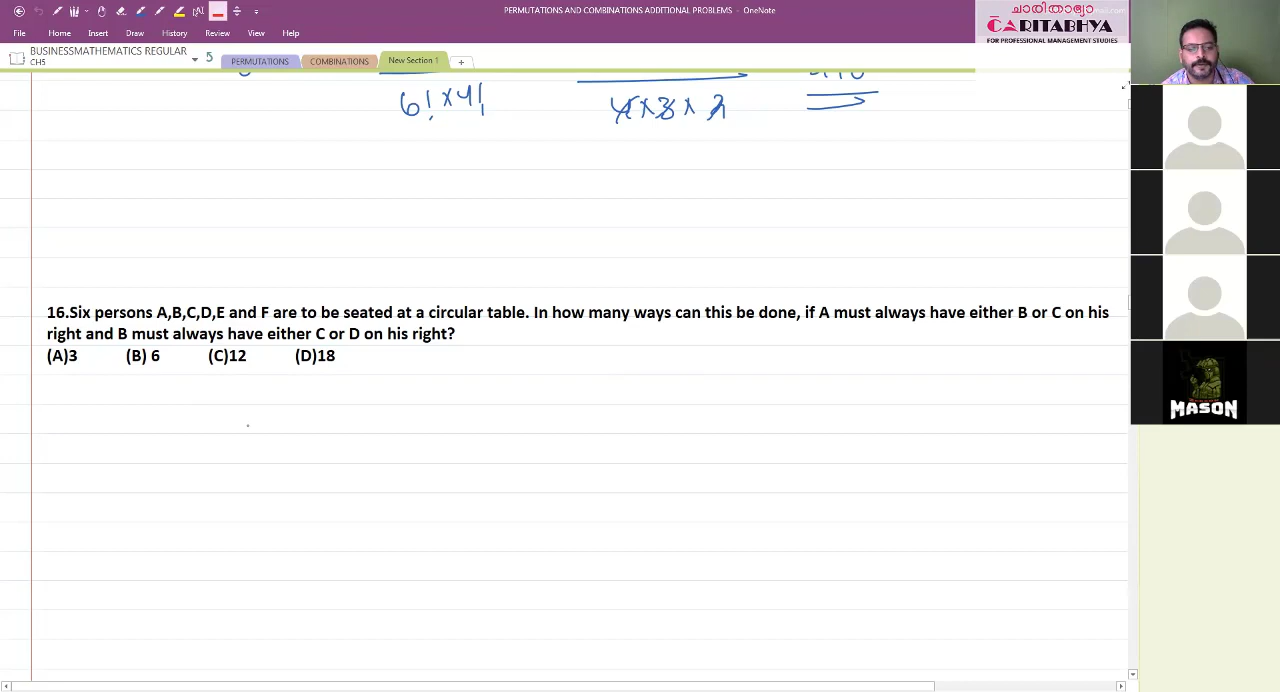 PERMUTATIONS AND COMBINATIONS ADDITIONAL PROBLEMS - OneNote
ചാരിതാഭ്യാ
CARITABHYA
FOR PROFESSIONAL MANAGEMENT STUDIES
File Home Insert Draw History Review View Help
BUSINESSMATHEMATICS REGULAR
CH5
PERMUTATIONS COMBINATIONS New Section 1 +
6! x 4!
4 x 3 x 2
16.Six persons A,B,C,D,E and F are to be seated at a circular table. In how many ways can this be done, if A must always have either B or C on his
right and B must always have either C or D on his right?
(A)3 (B) 6 (C)12 (D)18
MASON